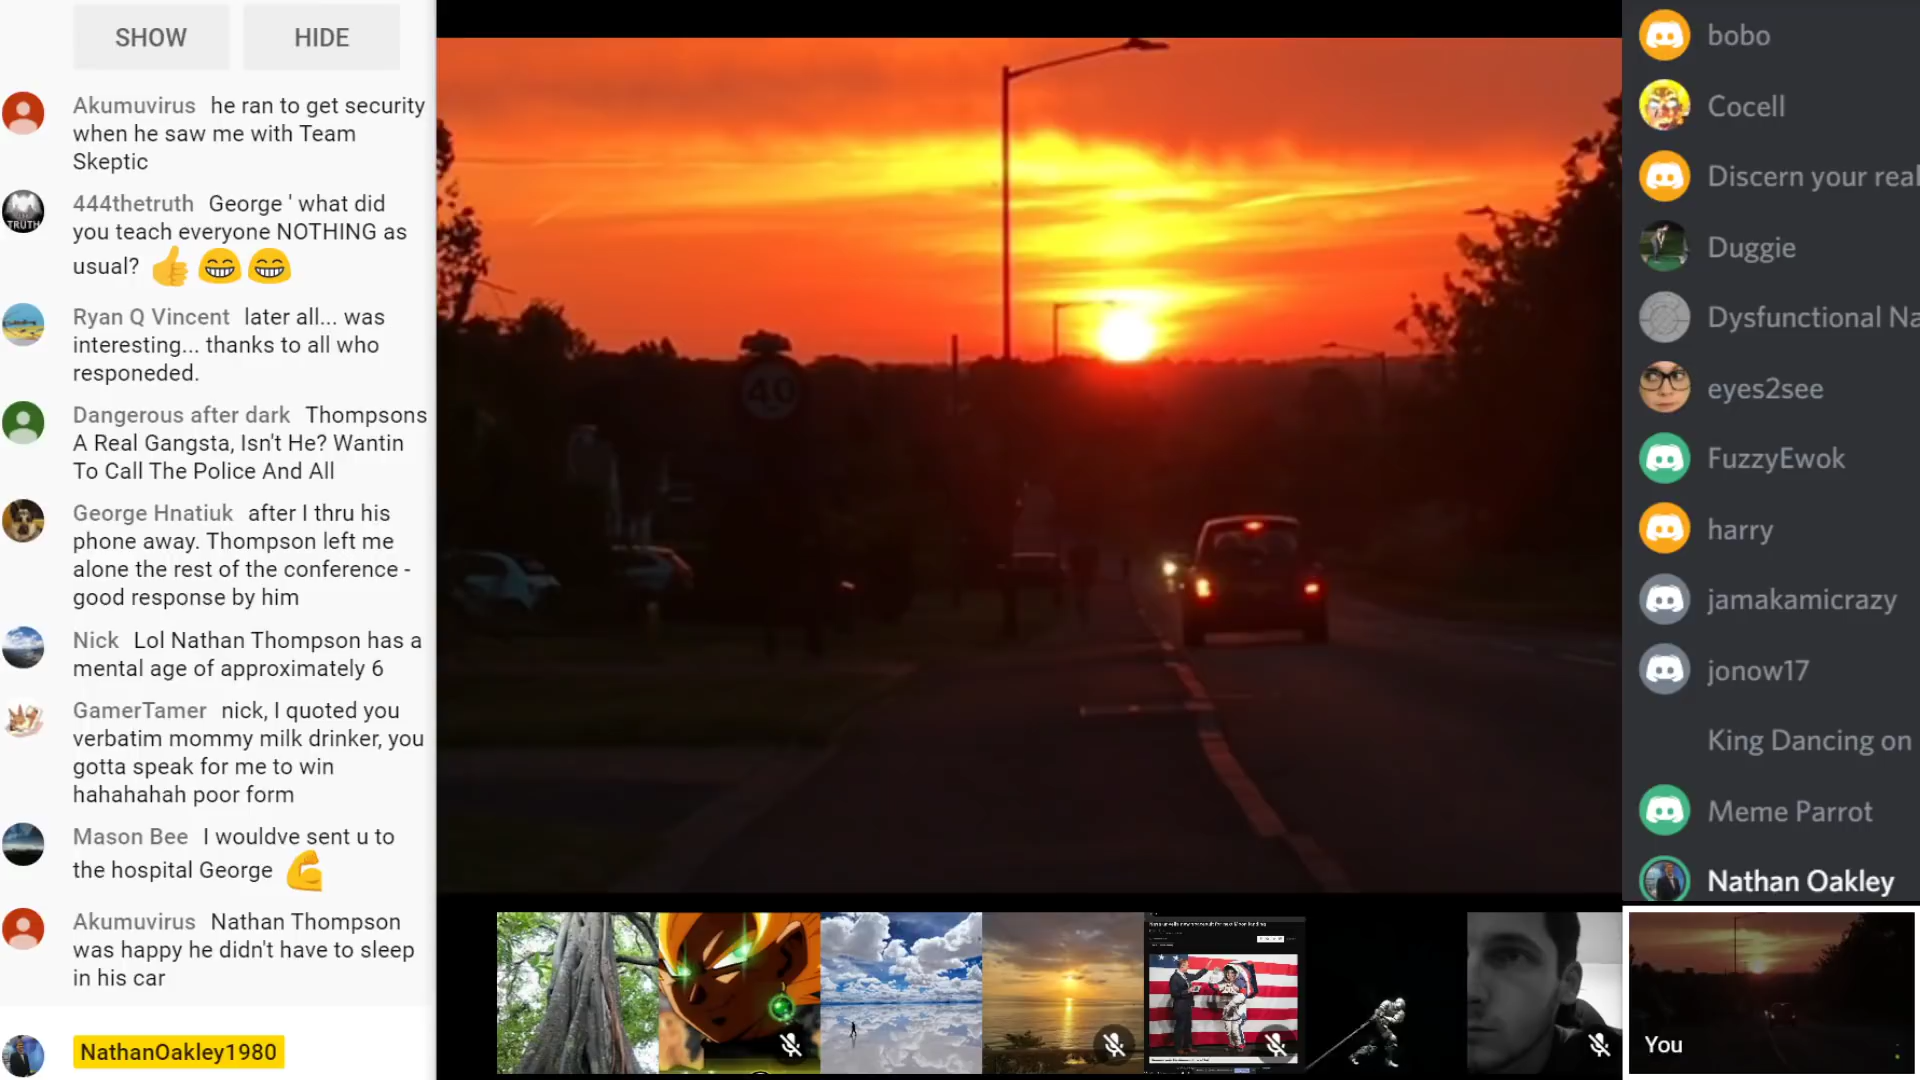 SHOW
HIDE
Akumuvirus he ran to get security
when he saw me with Team
Skeptic
444thetruth George ' what did
you teach everyone NOTHING as
usual? 👍😁😁
Ryan Q Vincent later all... was
interesting... thanks to all who
responeded.
Dangerous after dark Thompsons
A Real Gangsta, Isn't He? Wantin
To Call The Police And All
George Hnatiuk after I thru his
phone away. Thompson left me
alone the rest of the conference -
good response by him
Nick Lol Nathan Thompson has a
mental age of approximately 6
GamerTamer nick, I quoted you
verbatim mommy milk drinker, you
gotta speak for me to win
hahahahah poor form
Mason Bee I wouldve sent u to
the hospital George 💪
Akumuvirus Nathan Thompson
was happy he didn't have to sleep
in his car
NathanOakley1980
TRUTH
40
bobo
Cocell
Discern your real
Duggie
Dysfunctional Na
eyes2see
FuzzyEwok
harry
jamakamicrazy
jonow17
King Dancing on
Meme Parrot
Nathan Oakley
You